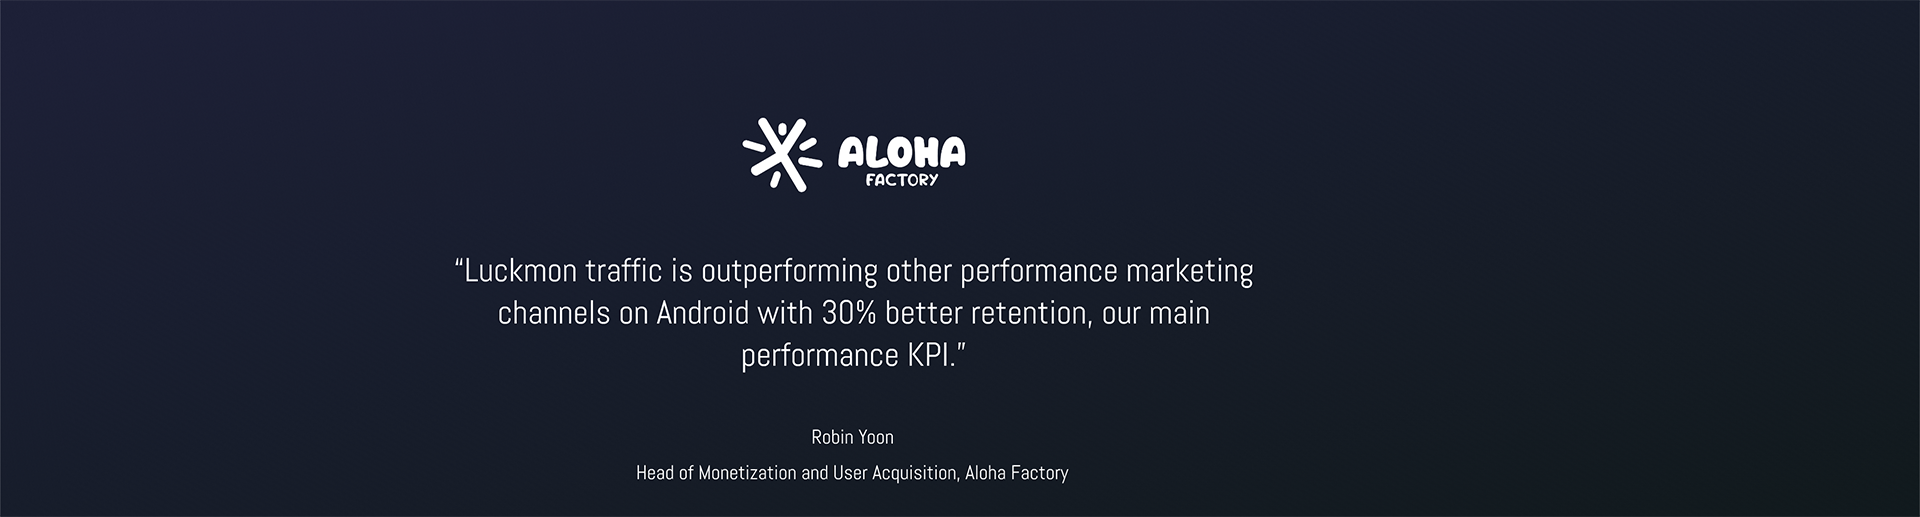 ALOHA
FACTORY
“Luckmon traffic is outperforming other performance marketing
channels on Android with 30% better retention, our main
performance KPI.”
Robin Yoon
Head of Monetization and User Acquisition, Aloha Factory